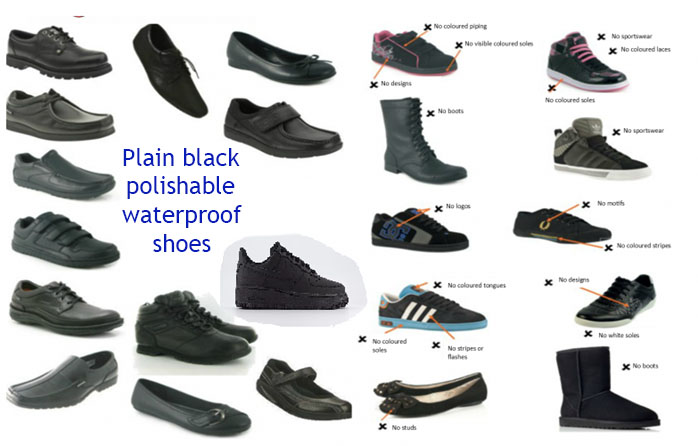 Plain black
polishable
waterproof
shoes
No coloured piping
No visible coloured soles
No designs
No sportswear
No coloured laces
No coloured soles
No boots
No sportswear
No logos
No motifs
No coloured stripes
No coloured tongues
No coloured
soles
No stripes or
flashes
No designs
No white soles
No studs
No boots